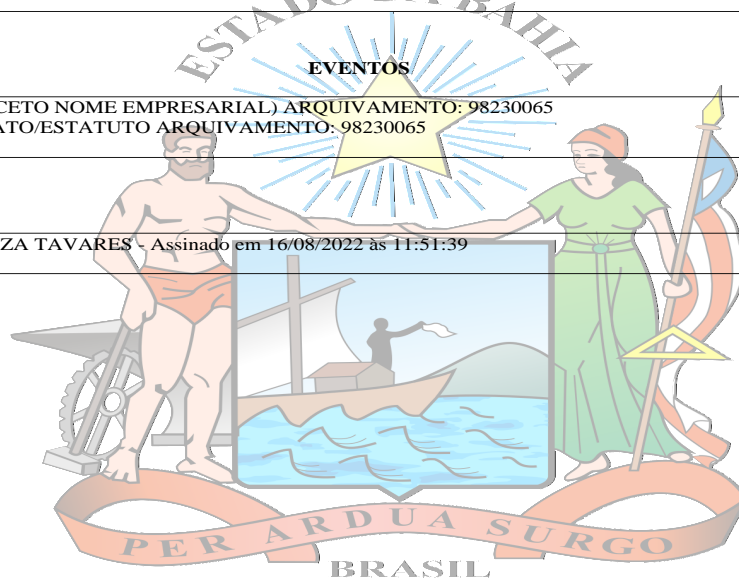 ESTADO DA BAHIA
EVENTOS
CETO NOME EMPRESARIAL) ARQUIVAMENTO: 98230065
ATO/ESTATUTO ARQUIVAMENTO: 98230065
ZA TAVARES - Assinado em 16/08/2022 às 11:51:39
PER ARDUA SURGO
BRASIL